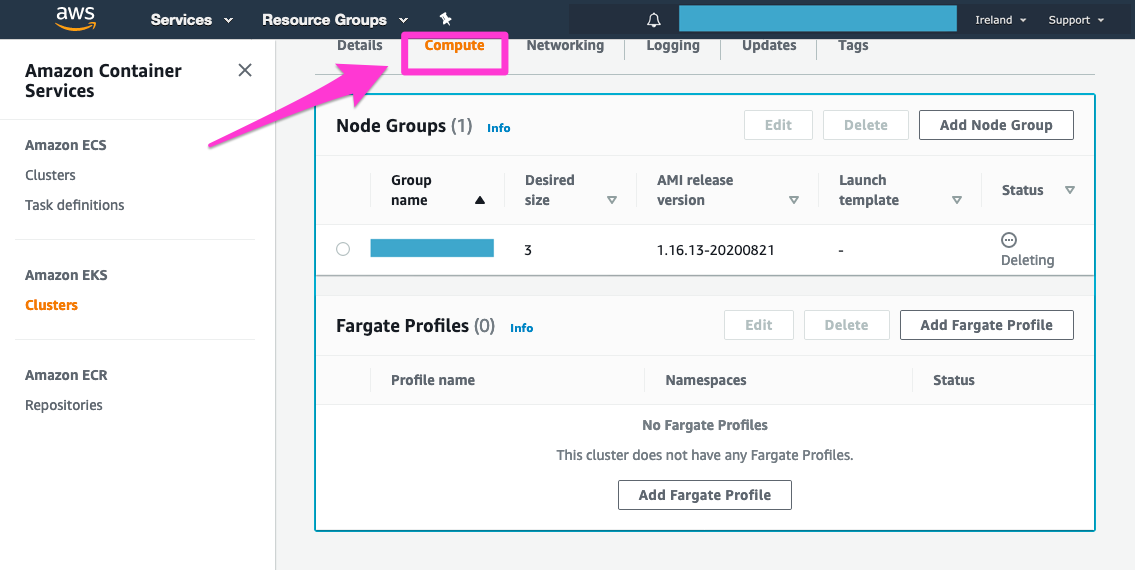 aws
Services
Resource Groups
Ireland
Support
Amazon Container
Services
Amazon ECS
Clusters
Task definitions
Amazon EKS
Clusters
Amazon ECR
Repositories
Details
Compute
Networking
Logging
Updates
Tags
Node Groups (1) Info
Edit
Delete
Add Node Group
Group
name
Desired
size
AMI release
version
Launch
template
Status
3
1.16.13-20200821
-
Deleting
Fargate Profiles (0) Info
Edit
Delete
Add Fargate Profile
Profile name
Namespaces
Status
No Fargate Profiles
This cluster does not have any Fargate Profiles.
Add Fargate Profile